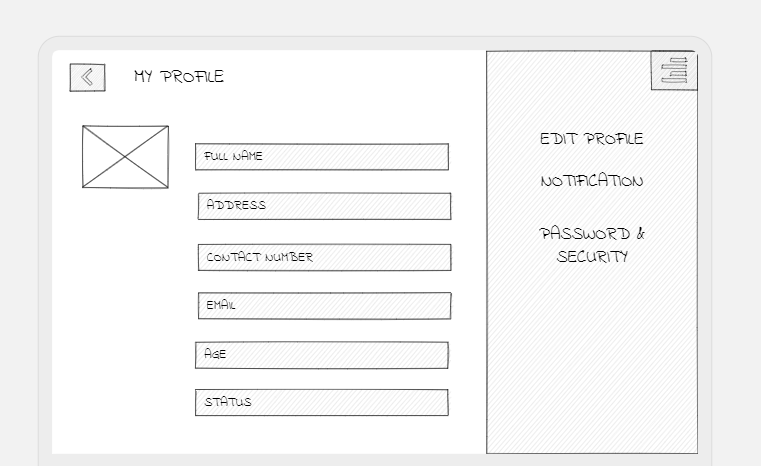 MY PROFILE
FULL NAME
ADDRESS
CONTACT NUMBER
EMAIL
AGE
STATUS
EDIT PROFILE
NOTIFICATION
PASSWORD &
SECURITY